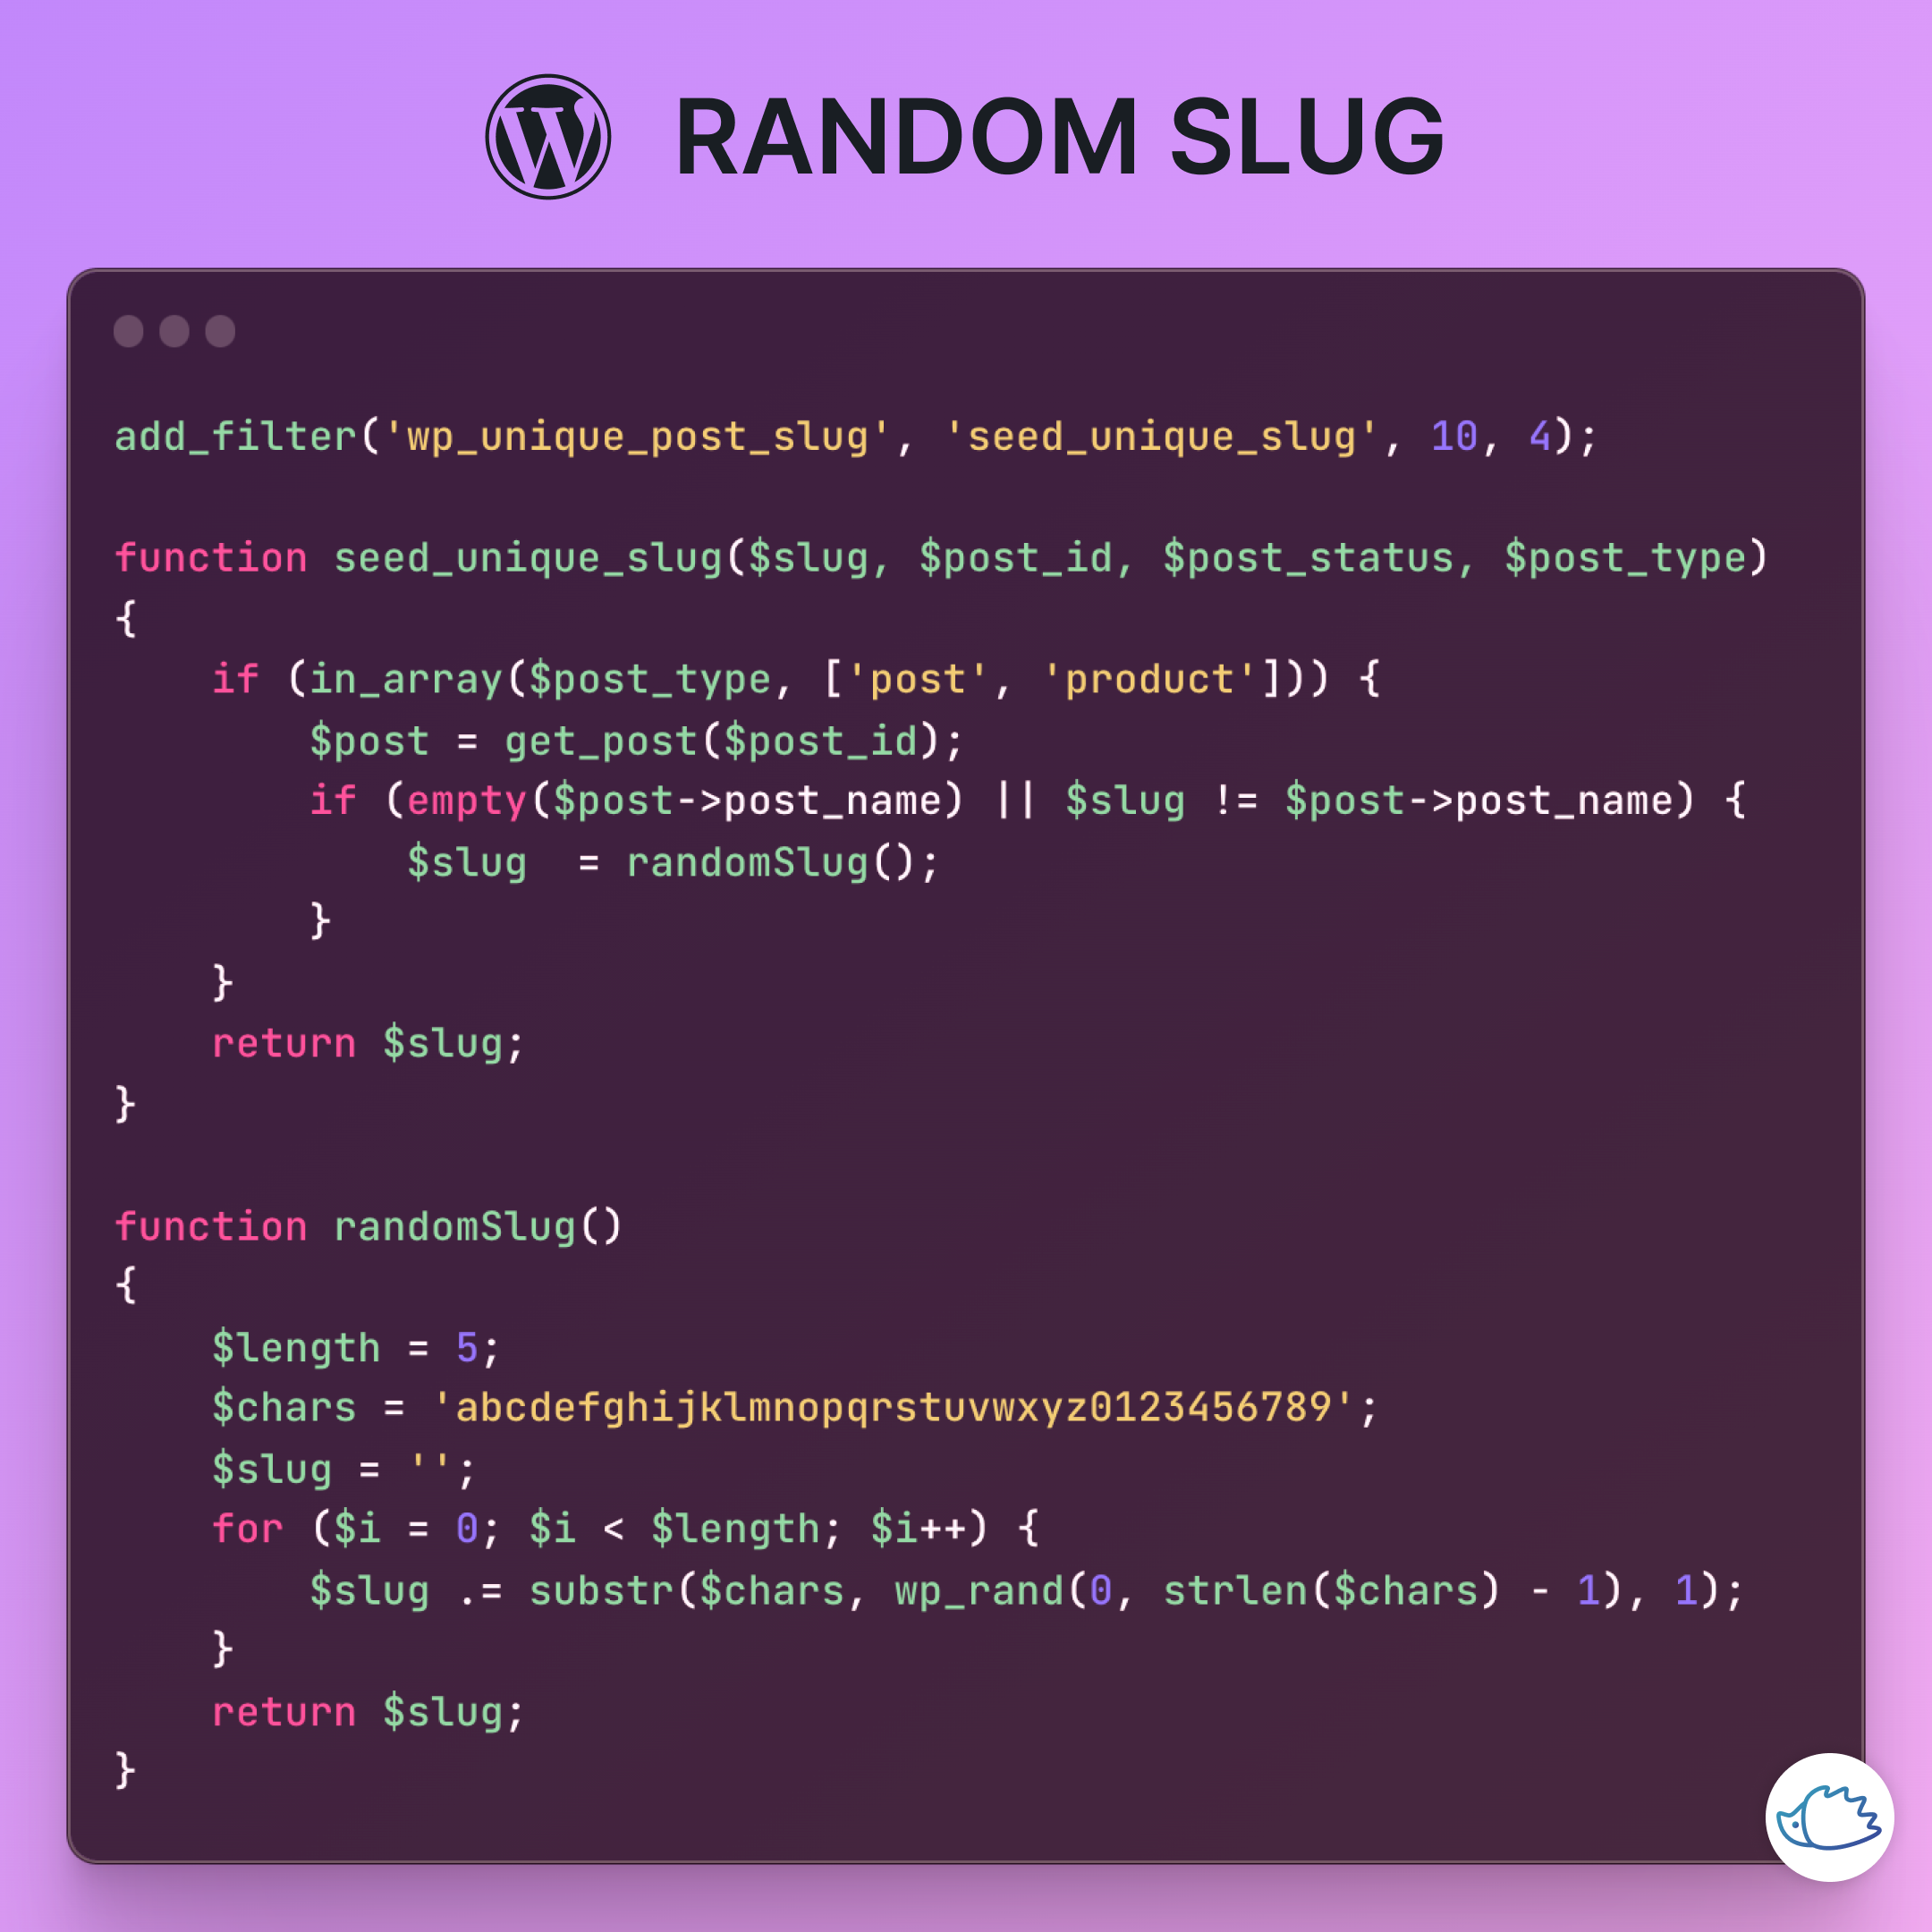 RANDOM SLUG
add_filter('wp_unique_post_slug', 'seed_unique_slug', 10, 4);
function seed_unique_slug($slug, $post_id, $post_status, $post_type)
{
    if (in_array($post_type, ['post', 'product'])) {
        $post = get_post($post_id);
        if (empty($post->post_name) || $slug != $post->post_name) {
            $slug  = randomSlug();
        }
    }
    return $slug;
}
function randomSlug()
{
    $length = 5;
    $chars = 'abcdefghijklmnopqrstuvwxyz0123456789';
    $slug = '';
    for ($i = 0; $i < $length; $i++) {
        $slug .= substr($chars, wp_rand(0, strlen($chars) - 1), 1);
    }
    return $slug;
}